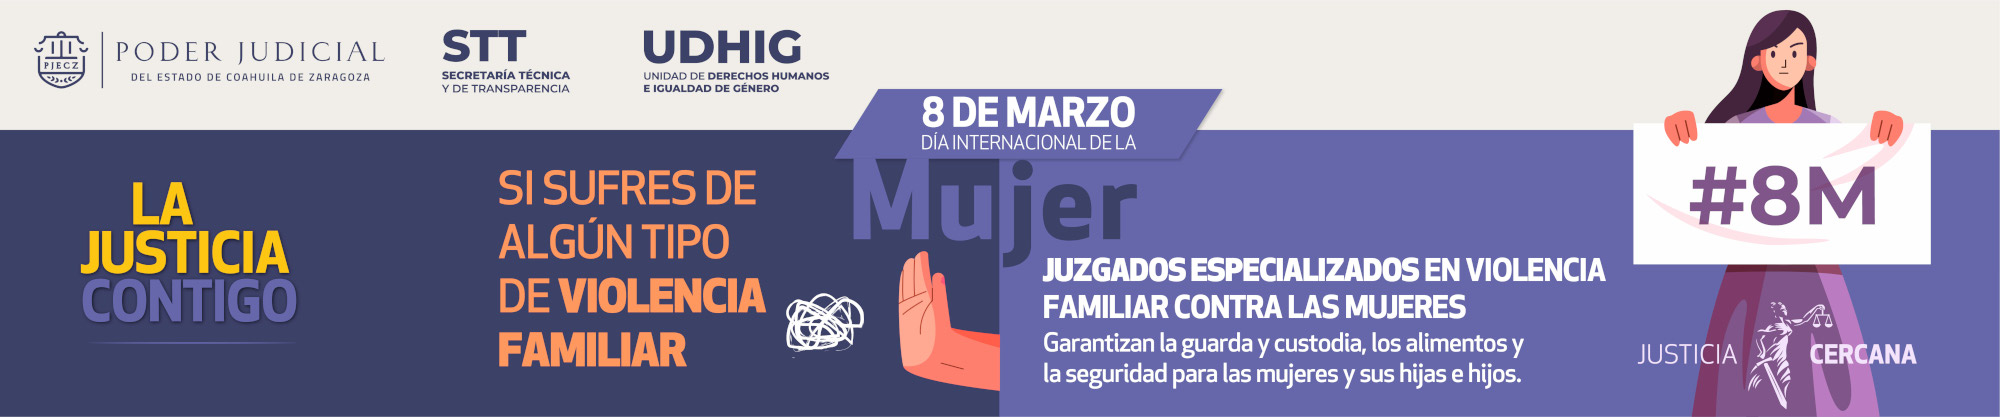 PJECZ
PODER JUDICIAL
DEL ESTADO DE COAHUILA DE ZARAGOZA
STT
SECRETARÍA TÉCNICA
Y DE TRANSPARENCIA
UDHIG
UNIDAD DE DERECHOS HUMANOS
E IGUALDAD DE GÉNERO
LA
JUSTICIA
CONTIGO
SI SUFRES DE
ALGÚN TIPO
DE VIOLENCIA
FAMILIAR
8 DE MARZO
DÍA INTERNACIONAL DE LA
Mujer
JUZGADOS ESPECIALIZADOS EN VIOLENCIA
FAMILIAR CONTRA LAS MUJERES
Garantizan la guarda y custodia, los alimentos y
la seguridad para las mujeres y sus hijas e hijos.
#8M
JUSTICIA CERCANA